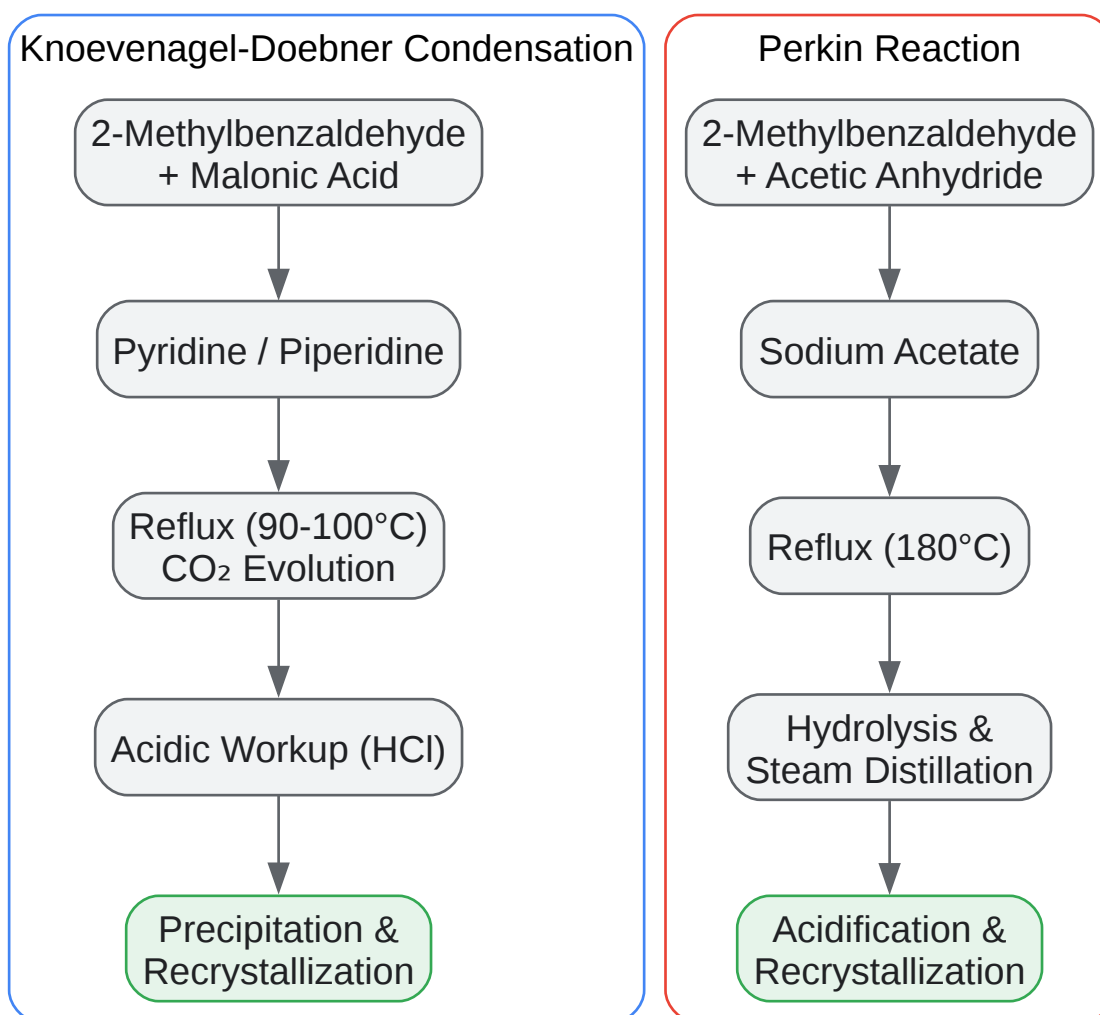 Knoevenagel-Doebner Condensation
2-Methylbenzaldehyde
+ Malonic Acid
Pyridine / Piperidine
Reflux (90-100°C)
CO₂ Evolution
Acidic Workup (HCl)
Precipitation &
Recrystallization
Perkin Reaction
2-Methylbenzaldehyde
+ Acetic Anhydride
Sodium Acetate
Reflux (180°C)
Hydrolysis &
Steam Distillation
Acidification &
Recrystallization